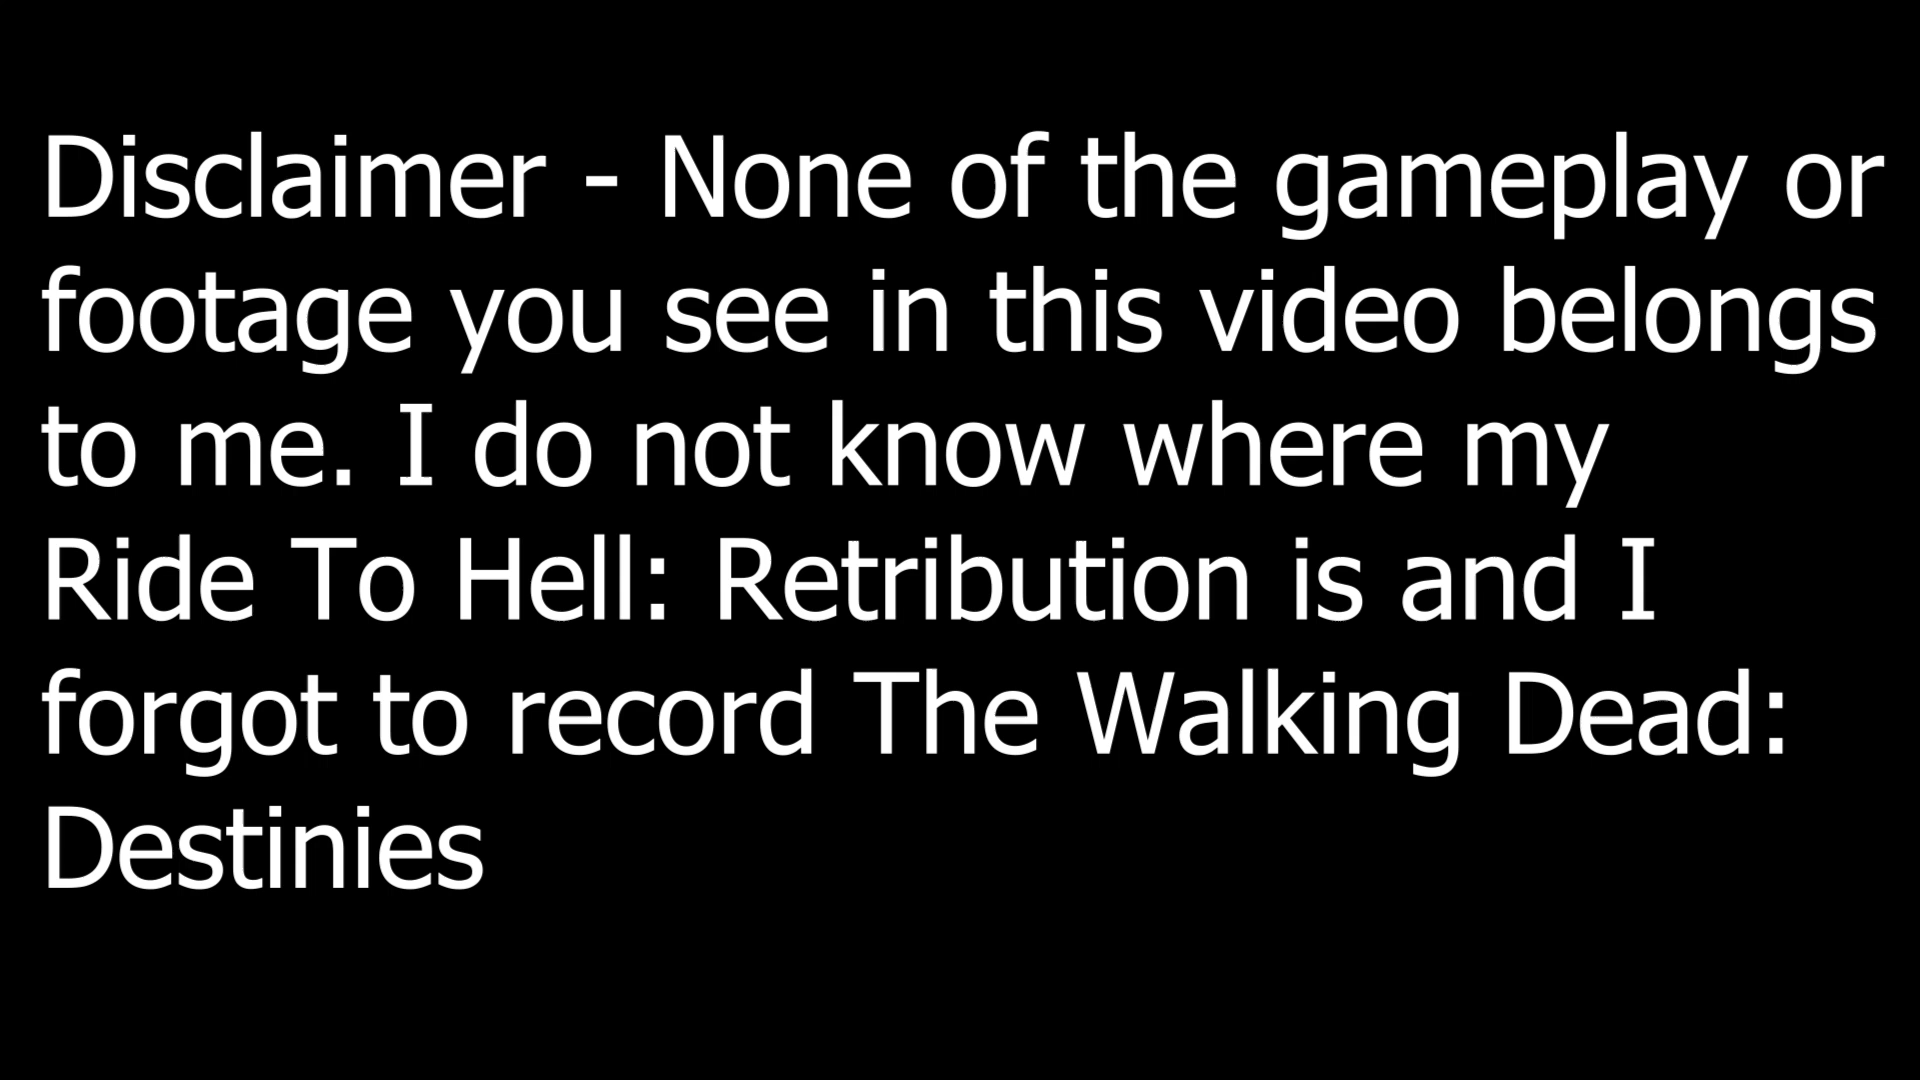 Disclaimer - None of the gameplay or
footage you see in this video belongs
to me. I do not know where my
Ride To Hell: Retribution is and I
forgot to record The Walking Dead:
Destinies